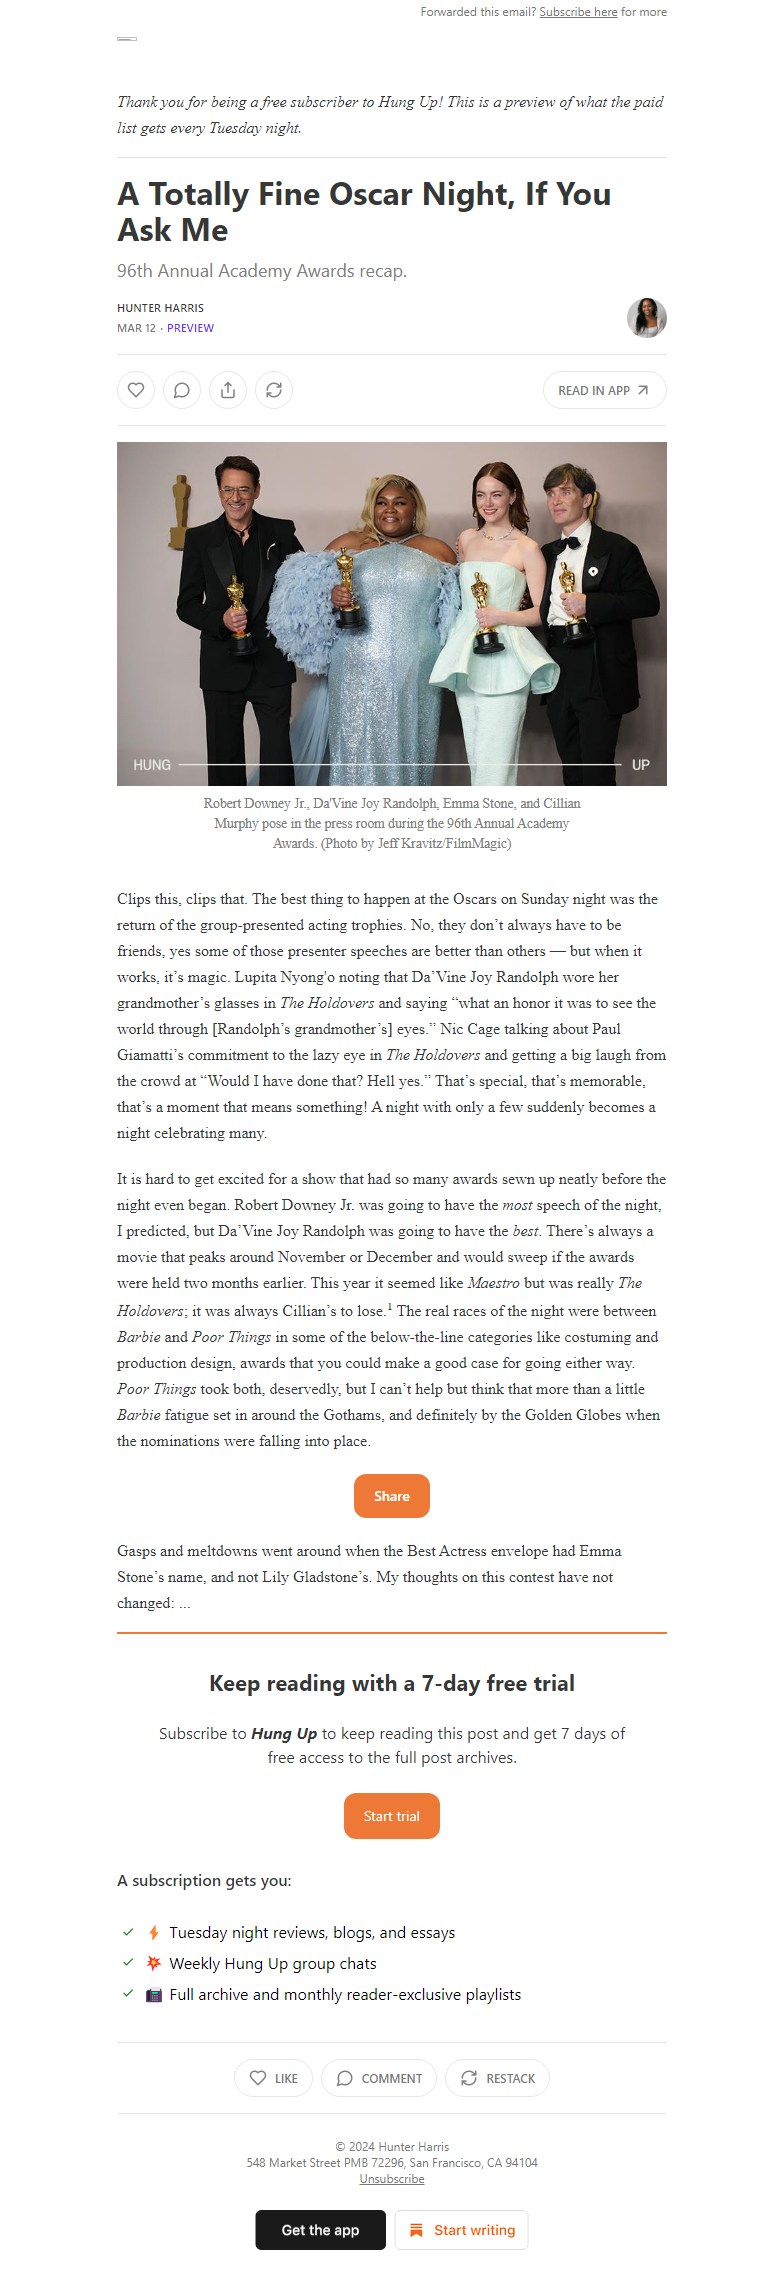 Forwarded this email? Subscribe here for more
Thank you for being a free subscriber to Hung Up! This is a preview of what the paid
list gets every Tuesday night.
A Totally Fine Oscar Night, If You
Ask Me
96th Annual Academy Awards recap.
HUNTER HARRIS
MAR 12 · PREVIEW
READ IN APP
HUNG UP
Robert Downey Jr., Da'Vine Joy Randolph, Emma Stone, and Cillian
Murphy pose in the press room during the 96th Annual Academy
Awards. (Photo by Jeff Kravitz/FilmMagic)
Clips this, clips that. The best thing to happen at the Oscars on Sunday night was the
return of the group-presented acting trophies. No, they don’t always have to be
friends, yes some of those presenter speeches are better than others — but when it
works, it’s magic. Lupita Nyong'o noting that Da’Vine Joy Randolph wore her
grandmother’s glasses in The Holdovers and saying “what an honor it was to see the
world through [Randolph’s grandmother’s] eyes.” Nic Cage talking about Paul
Giamatti’s commitment to the lazy eye in The Holdovers and getting a big laugh from
the crowd at “Would I have done that? Hell yes.” That’s special, that’s memorable,
that’s a moment that means something! A night with only a few suddenly becomes a
night celebrating many.
It is hard to get excited for a show that had so many awards sewn up neatly before the
night even began. Robert Downey Jr. was going to have the most speech of the night,
I predicted, but Da’Vine Joy Randolph was going to have the best. There’s always a
movie that peaks around November or December and would sweep if the awards
were held two months earlier. This year it seemed like Maestro but was really The
Holdovers; it was always Cillian’s to lose.1 The real races of the night were between
Barbie and Poor Things in some of the below-the-line categories like costuming and
production design, awards that you could make a good case for going either way.
Poor Things took both, deservedly, but I can’t help but think that more than a little
Barbie fatigue set in around the Gothams, and definitely by the Golden Globes when
the nominations were falling into place.
Share
Gasps and meltdowns went around when the Best Actress envelope had Emma
Stone’s name, and not Lily Gladstone’s. My thoughts on this contest have not
changed: ...
Keep reading with a 7-day free trial
Subscribe to Hung Up to keep reading this post and get 7 days of
free access to the full post archives.
Start trial
A subscription gets you:
Tuesday night reviews, blogs, and essays
Weekly Hung Up group chats
Full archive and monthly reader-exclusive playlists
LIKE COMMENT RESTACK
© 2024 Hunter Harris
548 Market Street PMB 72296, San Francisco, CA 94104
Unsubscribe
Get the app Start writing